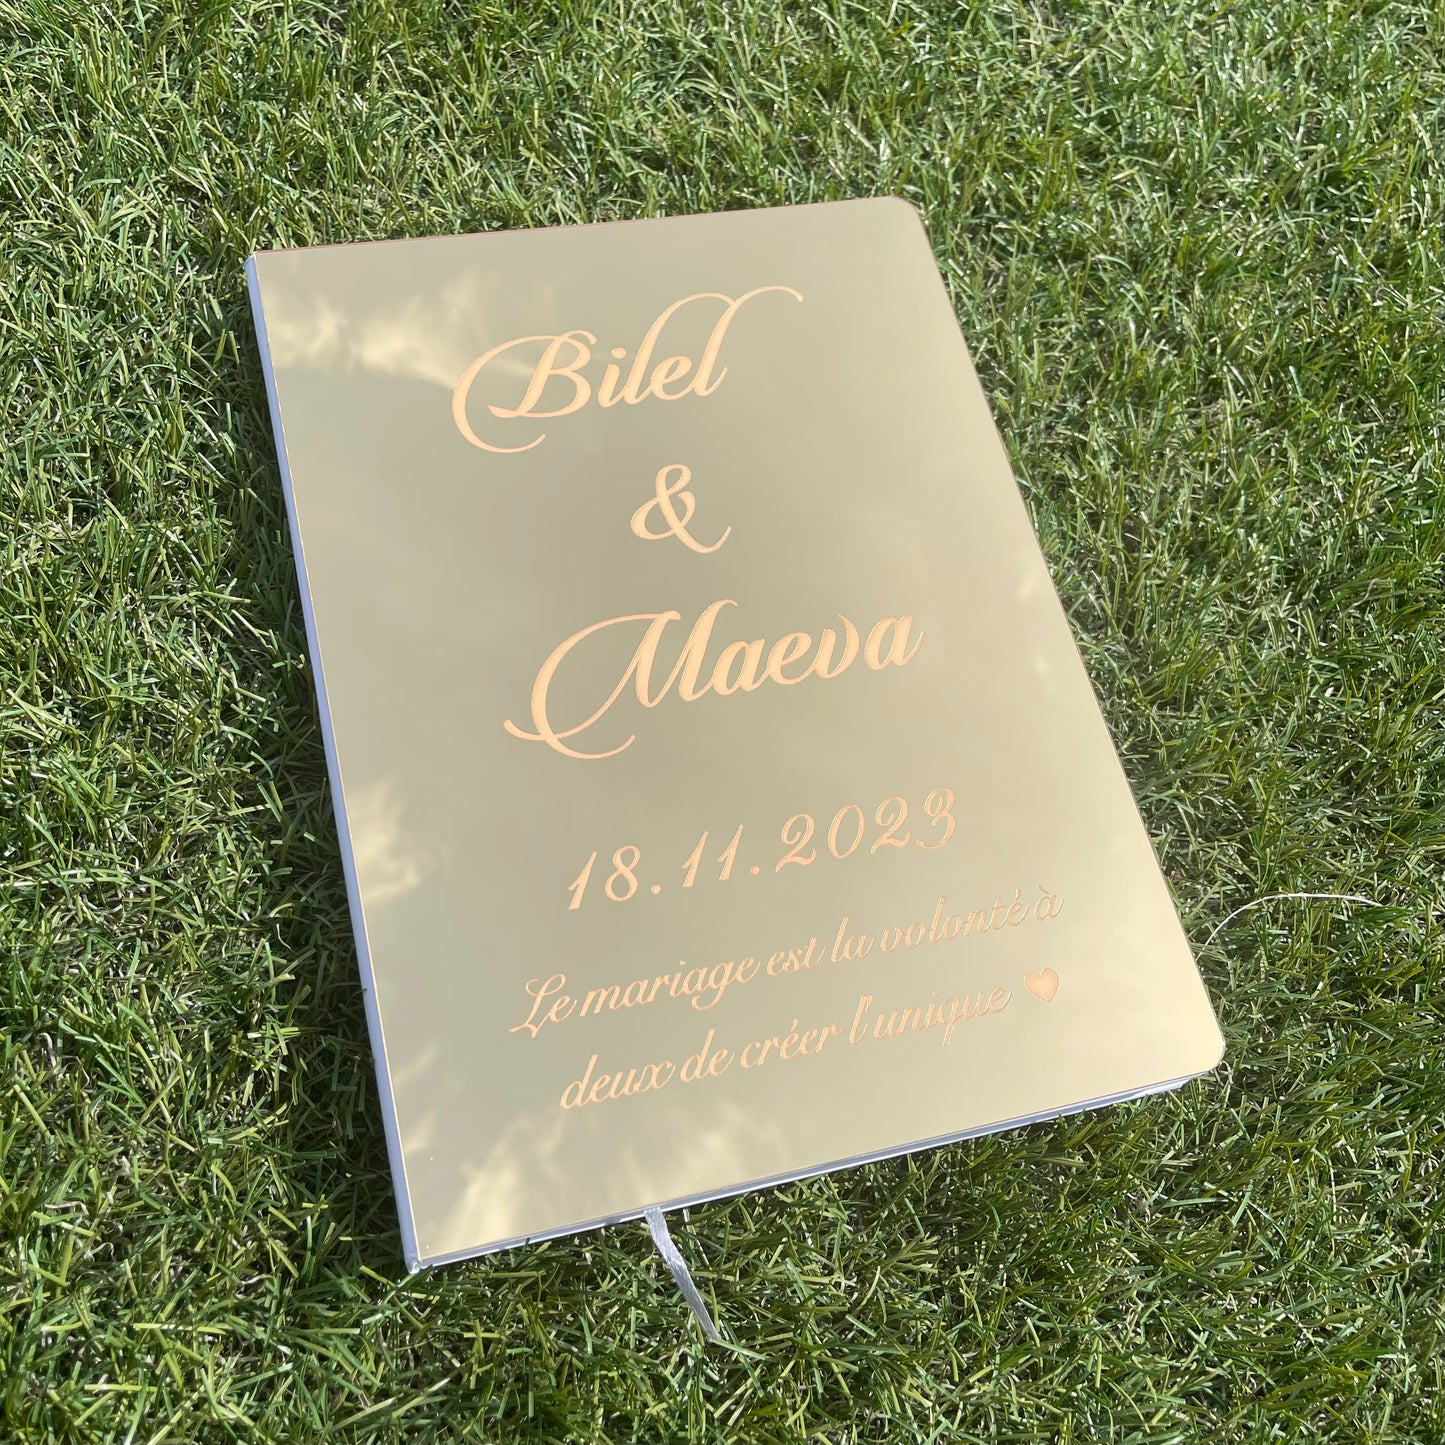 Bilel
&
Maeva
18.11.2023
Le mariage est la volonté à
deux de créer l'unique ♥